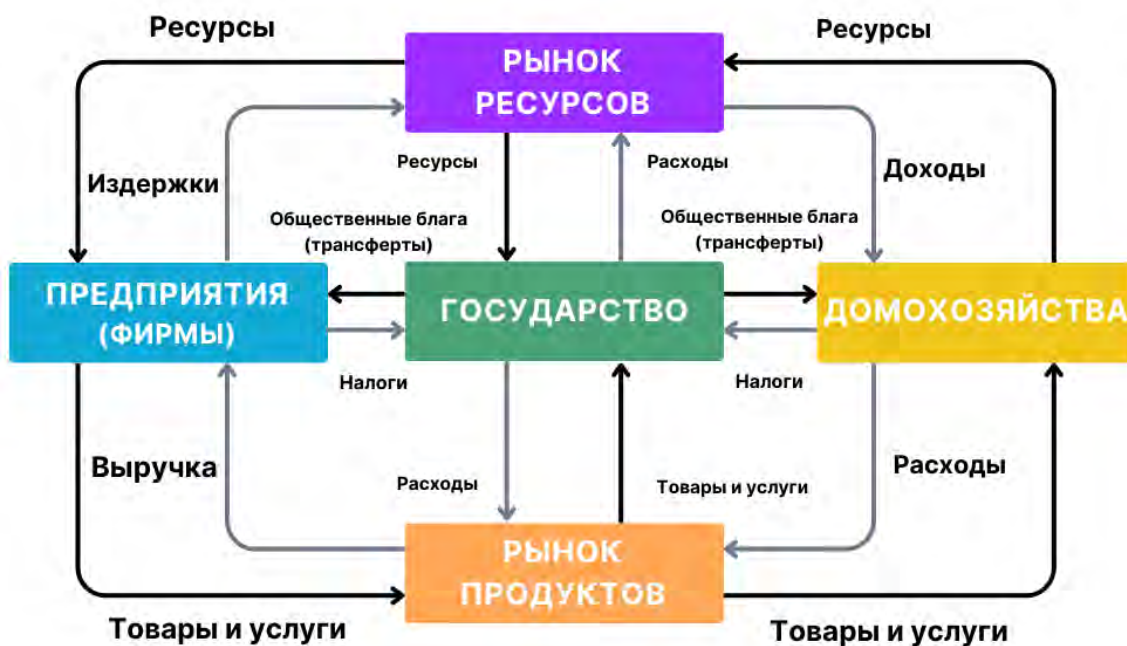 Ресурсы
Ресурсы
РЫНОК
РЕСУРСОВ
Ресурсы
Расходы
Издержки
Доходы
Общественные блага
(трансферты)
Общественные блага
(трансферты)
ПРЕДПРИЯТИЯ
(ФИРМЫ)
ГОСУДАРСТВО
ДОМОХОЗЯЙСТВА
Налоги
Налоги
Выручка
Расходы
Расходы
Товары и услуги
РЫНОК
ПРОДУКТОВ
Товары и услуги
Товары и услуги